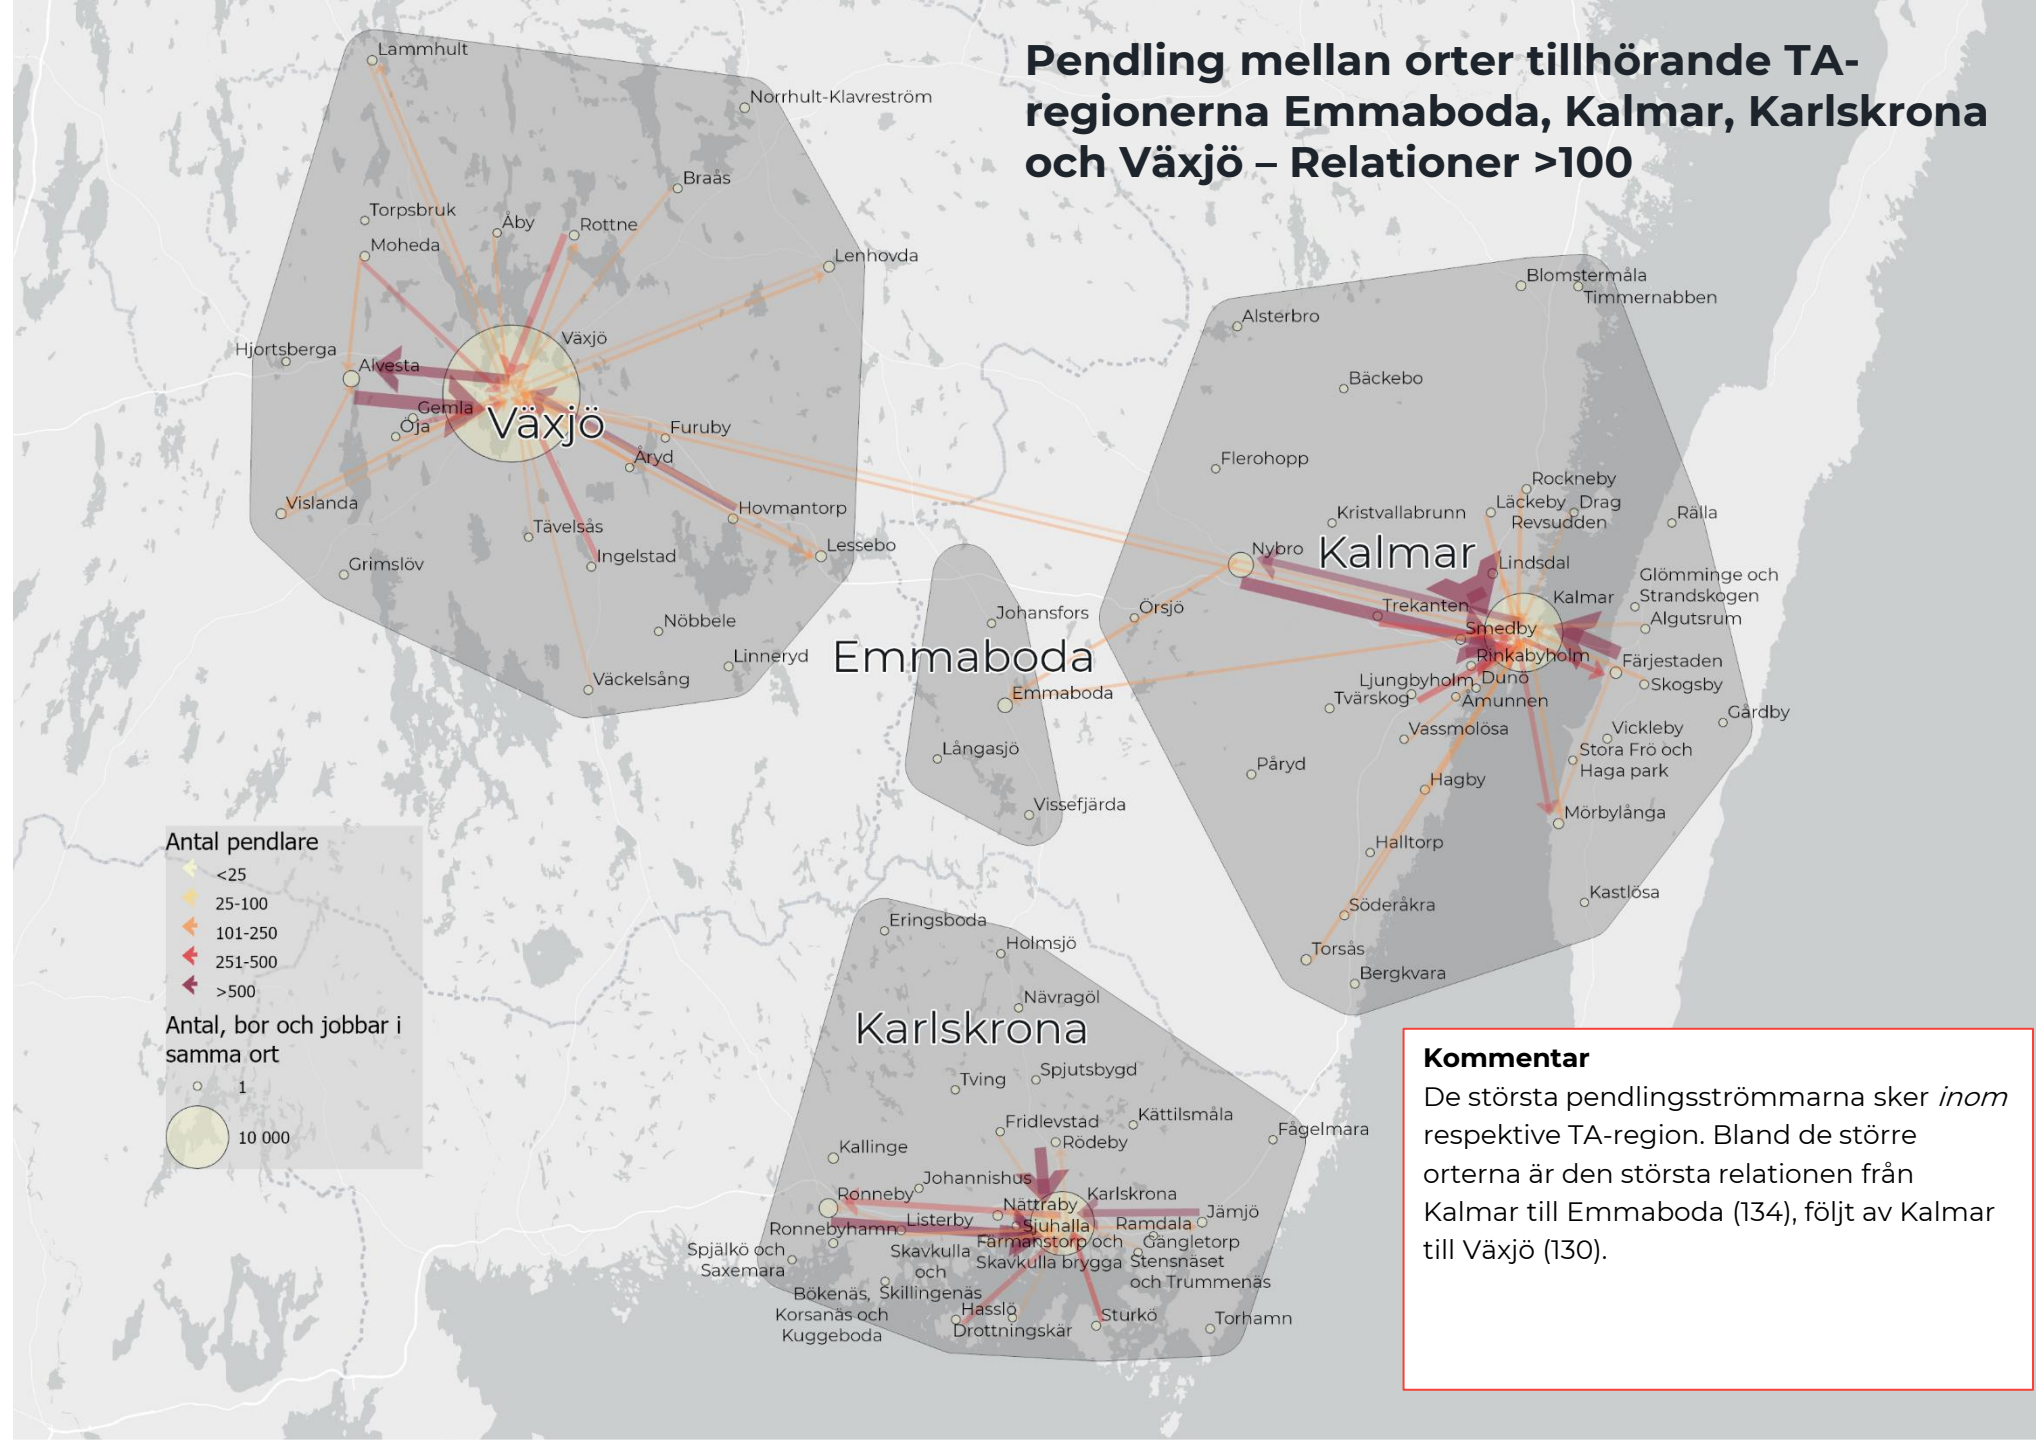 Pendling mellan orter tillhörande TA-
regionerna Emmaboda, Kalmar, Karlskrona
och Växjö – Relationer >100
Lammhult
Norrhult-Klavreström
Braås
Torpsbruk
Åby
Rottne
Moheda
Lenhovda
Hjortsberga
Växjö
Alvesta
Gemla
Öja
Växjö
Furuby
Åryd
Vislanda
Hovmantorp
Tävelsås
Lessebo
Ingelstad
Grimslöv
Nöbbele
Linneryd
Väckelsång
Blomstermåla
Timmernabben
Alsterbro
Bäckebo
Flerohopp
Rockneby
Läckeby
Drag
Revsudden
Rälla
Kristvallabrunn
Nybro
Kalmar
Lindsdal
Glömminge och
Strandskogen
Kalmar
Algutsrum
Trekanten
Örsjö
Smedby
Rinkabyholm
Färjestaden
Ljungbyholm
Dunö
Skogsby
Tvärskog
Åmunnen
Gårdby
Vassmolösa
Vickleby
Stora Frö och
Haga park
Påryd
Hagby
Mörbylånga
Halltorp
Kastlösa
Söderåkra
Torsås
Bergkvara
Johansfors
Emmaboda
Emmaboda
Långasjö
Vissefjärda
Eringsboda
Holmsjö
Nävragöl
Karlskrona
Tving
Spjutsbygd
Fridlevstad
Kättilsmåla
Rödeby
Fågelmara
Kallinge
Johannishus
Ronneby
Nättraby
Karlskrona
Jämjö
Ronnebyhamn
Listerby
Sjuhalla
Ramdala
Färmanstorp och
Skavkulla brygga
Gängletorp
Spjälkö och
Saxemara
Skavkulla
och
Skillingenäs
Stensnäset
och Trummenäs
Bökenäs,
Korsanäs och
Kuggeboda
Hasslö
Drottningskär
Sturkö
Torhamn
Antal pendlare
<25
25-100
101-250
251-500
>500
Antal, bor och jobbar i
samma ort
1
10 000
Kommentar
De största pendlingsströmmarna sker inom
respektive TA-region. Bland de större
orterna är den största relationen från
Kalmar till Emmaboda (134), följt av Kalmar
till Växjö (130).